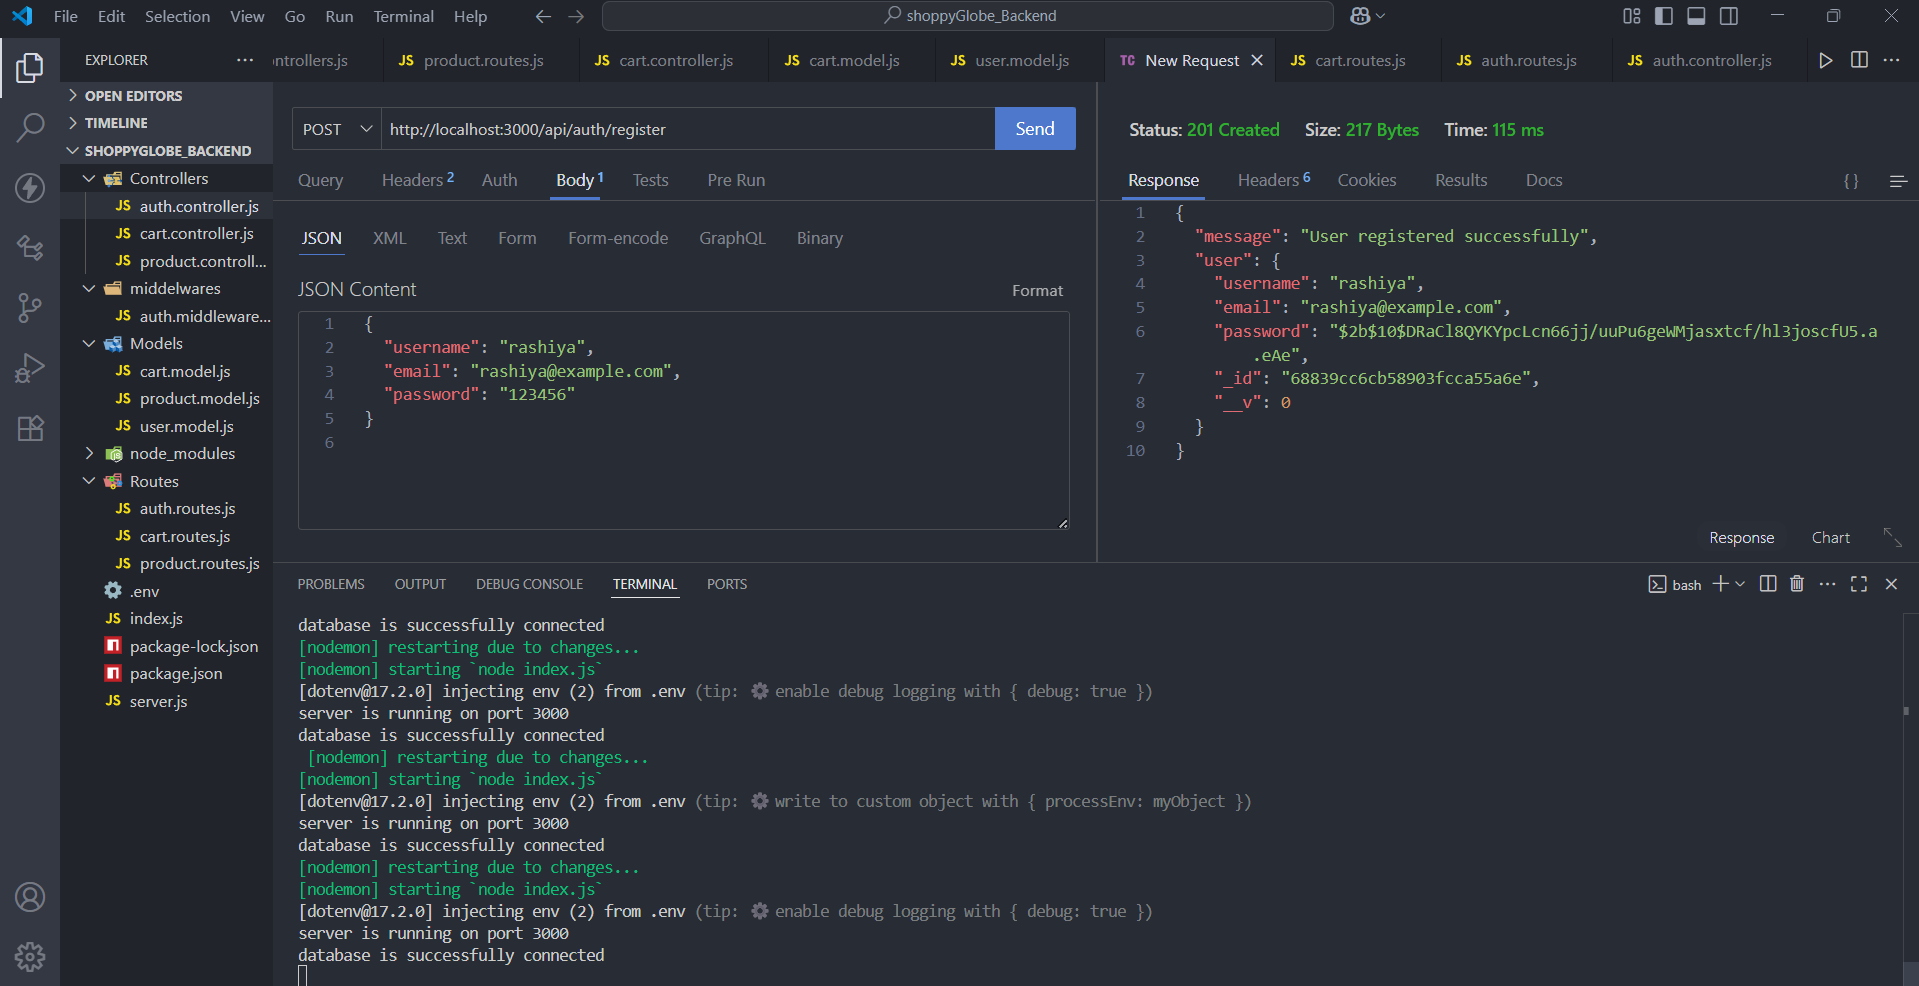 File Edit Selection View Go Run Terminal Help
shoppyGlobe_Backend
EXPLORER
OPEN EDITORS
TIMELINE
SHOPPYGLOBE_BACKEND
Controllers
JS auth.controller.js
JS cart.controller.js
JS product.controll...
middelwares
JS auth.middleware...
Models
JS cart.model.js
JS product.model.js
JS user.model.js
node_modules
Routes
JS auth.routes.js
JS cart.routes.js
JS product.routes.js
.env
JS index.js
package-lock.json
package.json
JS server.js
ntrollers.js JS product.routes.js JS cart.controller.js JS cart.model.js JS user.model.js TC New Request JS cart.routes.js JS auth.routes.js JS auth.controller.js
POST http://localhost:3000/api/auth/register Send
Query Headers 2 Auth Body 1 Tests Pre Run
JSON XML Text Form Form-encode GraphQL Binary
JSON Content Format
1 {
2 "username": "rashiya",
3 "email": "rashiya@example.com",
4 "password": "123456"
5 }
6
Status: 201 Created Size: 217 Bytes Time: 115 ms
Response Headers 6 Cookies Results Docs { }
1 {
2 "message": "User registered successfully",
3 "user": {
4 "username": "rashiya",
5 "email": "rashiya@example.com",
6 "password": "$2b$10$DRaCl8QYKYpcLcn66jj/uuPu6geWMjasxtcf/hl3joscfU5.a
.eAe",
7 "_id": "68839cc6cb58903fcca55a6e",
8 "__v": 0
9 }
10 }
Response Chart
PROBLEMS OUTPUT DEBUG CONSOLE TERMINAL PORTS
bash
database is successfully connected
[nodemon] restarting due to changes...
[nodemon] starting `node index.js`
[dotenv@17.2.0] injecting env (2) from .env (tip: ⚙ enable debug logging with { debug: true })
server is running on port 3000
database is successfully connected
[nodemon] restarting due to changes...
[nodemon] starting `node index.js`
[dotenv@17.2.0] injecting env (2) from .env (tip: ⚙ write to custom object with { processEnv: myObject })
server is running on port 3000
database is successfully connected
[nodemon] restarting due to changes...
[nodemon] starting `node index.js`
[dotenv@17.2.0] injecting env (2) from .env (tip: ⚙ enable debug logging with { debug: true })
server is running on port 3000
database is successfully connected